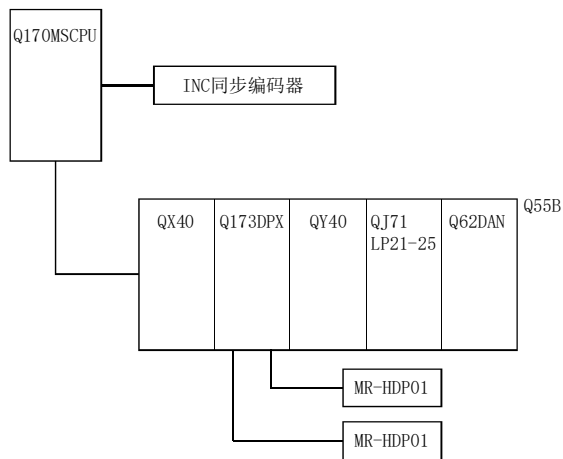 Q170MSCPU
INC同步编码器
Q55B
QX40
Q173DPX
QY40
QJ71
LP21-25
Q62DAN
MR-HDP01
MR-HDP01